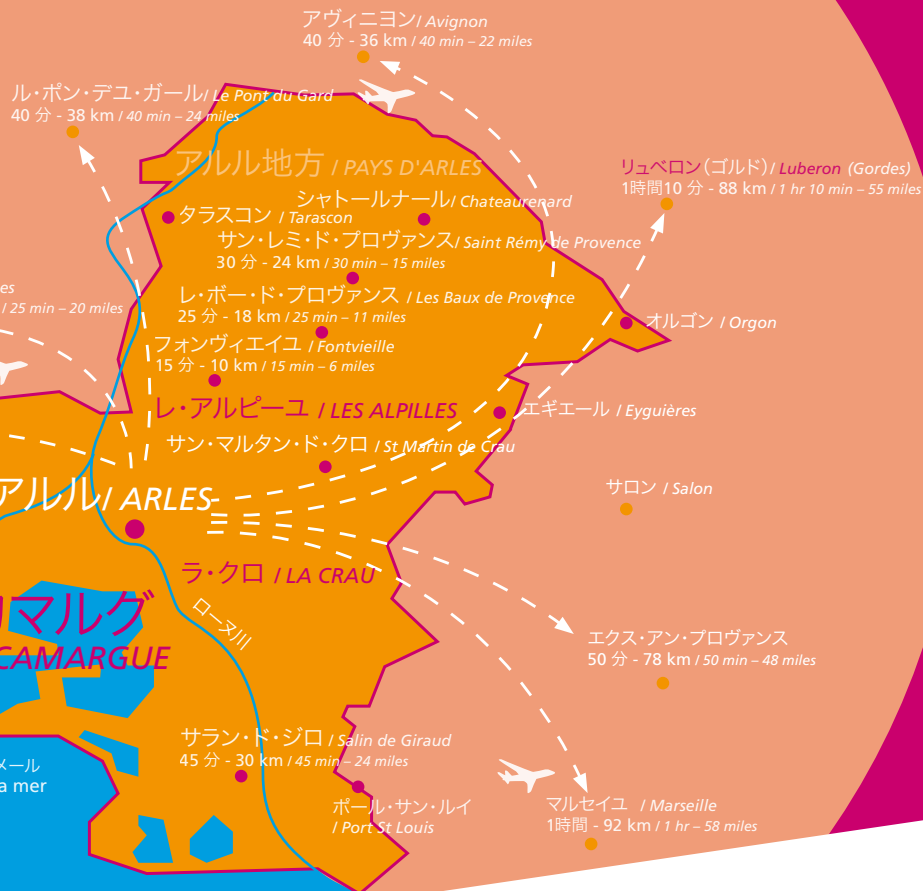 アヴィニヨン/ Avignon
40 分 - 36 km / 40 min – 22 miles
ル・ポン・デユ・ガール/ Le Pont du Gard
40 分 - 38 km / 40 min – 24 miles
アルル地方 / PAYS D'ARLES
リュベロン(ゴルド)/ Luberon (Gordes)
1時間10 分 - 88 km / 1 hr 10 min – 55 miles
シャトールナール/ Chateaurenard
タラスコン / Tarascon
サン・レミ・ド・プロヴァンス/ Saint Rémy de Provence
30 分 - 24 km / 30 min – 15 miles
es
/ 25 min – 20 miles
レ・ボー・ド・プロヴァンス / Les Baux de Provence
25 分 - 18 km / 25 min – 11 miles
オルゴン / Orgon
フォンヴィエイユ / Fontvieille
15 分 - 10 km / 15 min – 6 miles
レ・アルピーユ / LES ALPILLES
エギエール / Eyguières
サン・マルタン・ド・クロ / St Martin de Crau
アルル/ ARLES
サロン / Salon
ラ・クロ / LA CRAU
ローヌ川
マルグ
CAMARGUE
エクス・アン・プロヴァンス
50 分 - 78 km / 50 min – 48 miles
サラン・ド・ジロ / Salin de Giraud
45 分 - 30 km / 45 min – 24 miles
メール
a mer
ポール・サン・ルイ
/ Port St Louis
マルセイユ / Marseille
1時間 - 92 km / 1 hr – 58 miles